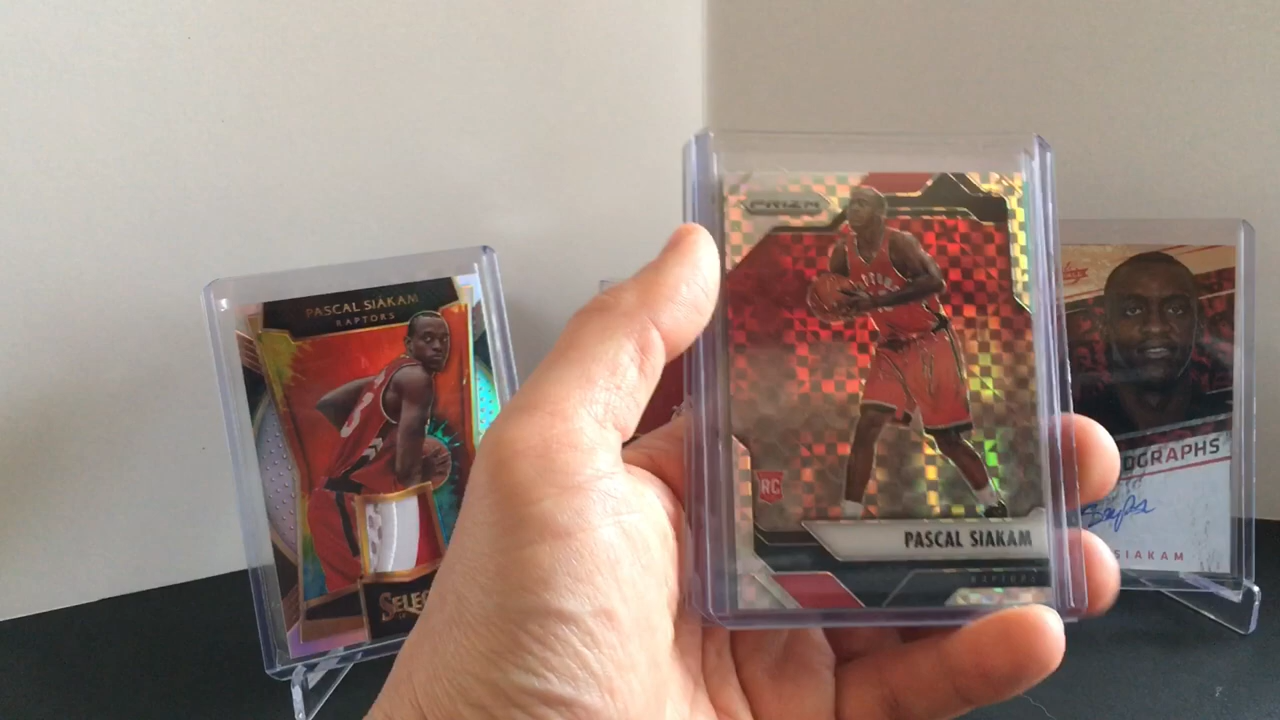 PASCAL SIAKAM
RAPTORS
SELEC
PRIZM
RC
PASCAL SIAKAM
RAPTORS
OGRAPHS
SIAKAM